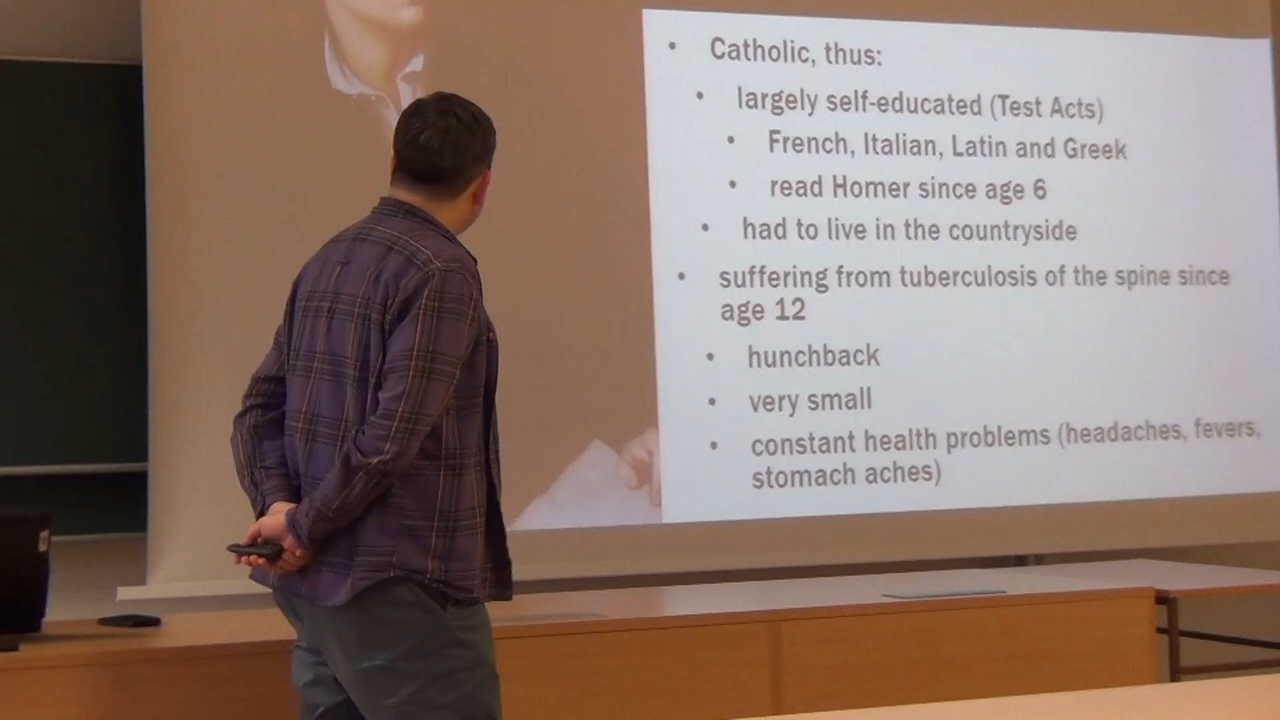 • Catholic, thus:
• largely self-educated (Test Acts)
• French, Italian, Latin and Greek
• read Homer since age 6
• had to live in the countryside
• suffering from tuberculosis of the spine since
age 12
• hunchback
• very small
• constant health problems (headaches, fevers,
stomach aches)